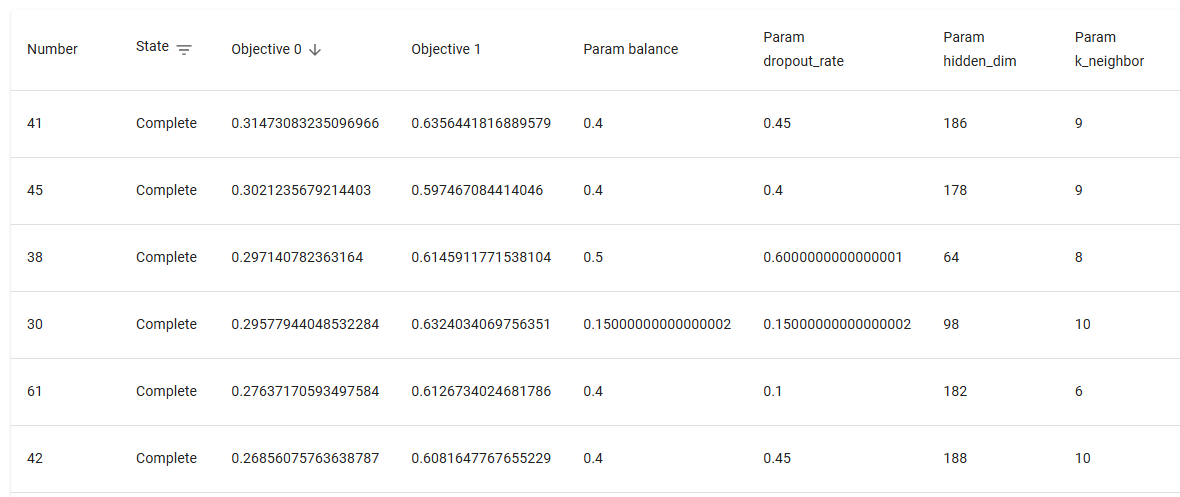 Number State Objective 0 Objective 1 Param balance Param dropout_rate Param hidden_dim Param k_neighbor
41 Complete 0.31473083235096966 0.6356441816889579 0.4 0.45 186 9
45 Complete 0.3021235679214403 0.597467084414046 0.4 0.4 178 9
38 Complete 0.297140782363164 0.6145911771538104 0.5 0.6000000000000001 64 8
30 Complete 0.29577944048532284 0.6324034069756351 0.15000000000000002 0.15000000000000002 98 10
61 Complete 0.27637170593497584 0.6126734024681786 0.4 0.1 182 6
42 Complete 0.26856075763638787 0.6081647767655229 0.4 0.45 188 10